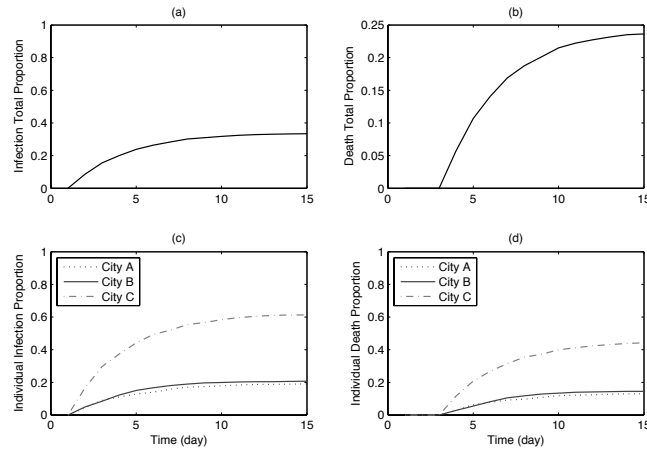 (a)
Infection Total Proportion
1
0.8
0.6
0.4
0.2
0
0 5 10 15
(b)
Death Total Proportion
0.25
0.2
0.15
0.1
0.05
0
0 5 10 15
(c)
Individual Infection Proportion
1
0.8
0.6
0.4
0.2
0
City A
City B
City C
0 5 10 15
Time (day)
(d)
Individual Death Proportion
1
0.8
0.6
0.4
0.2
0
City A
City B
City C
0 5 10 15
Time (day)